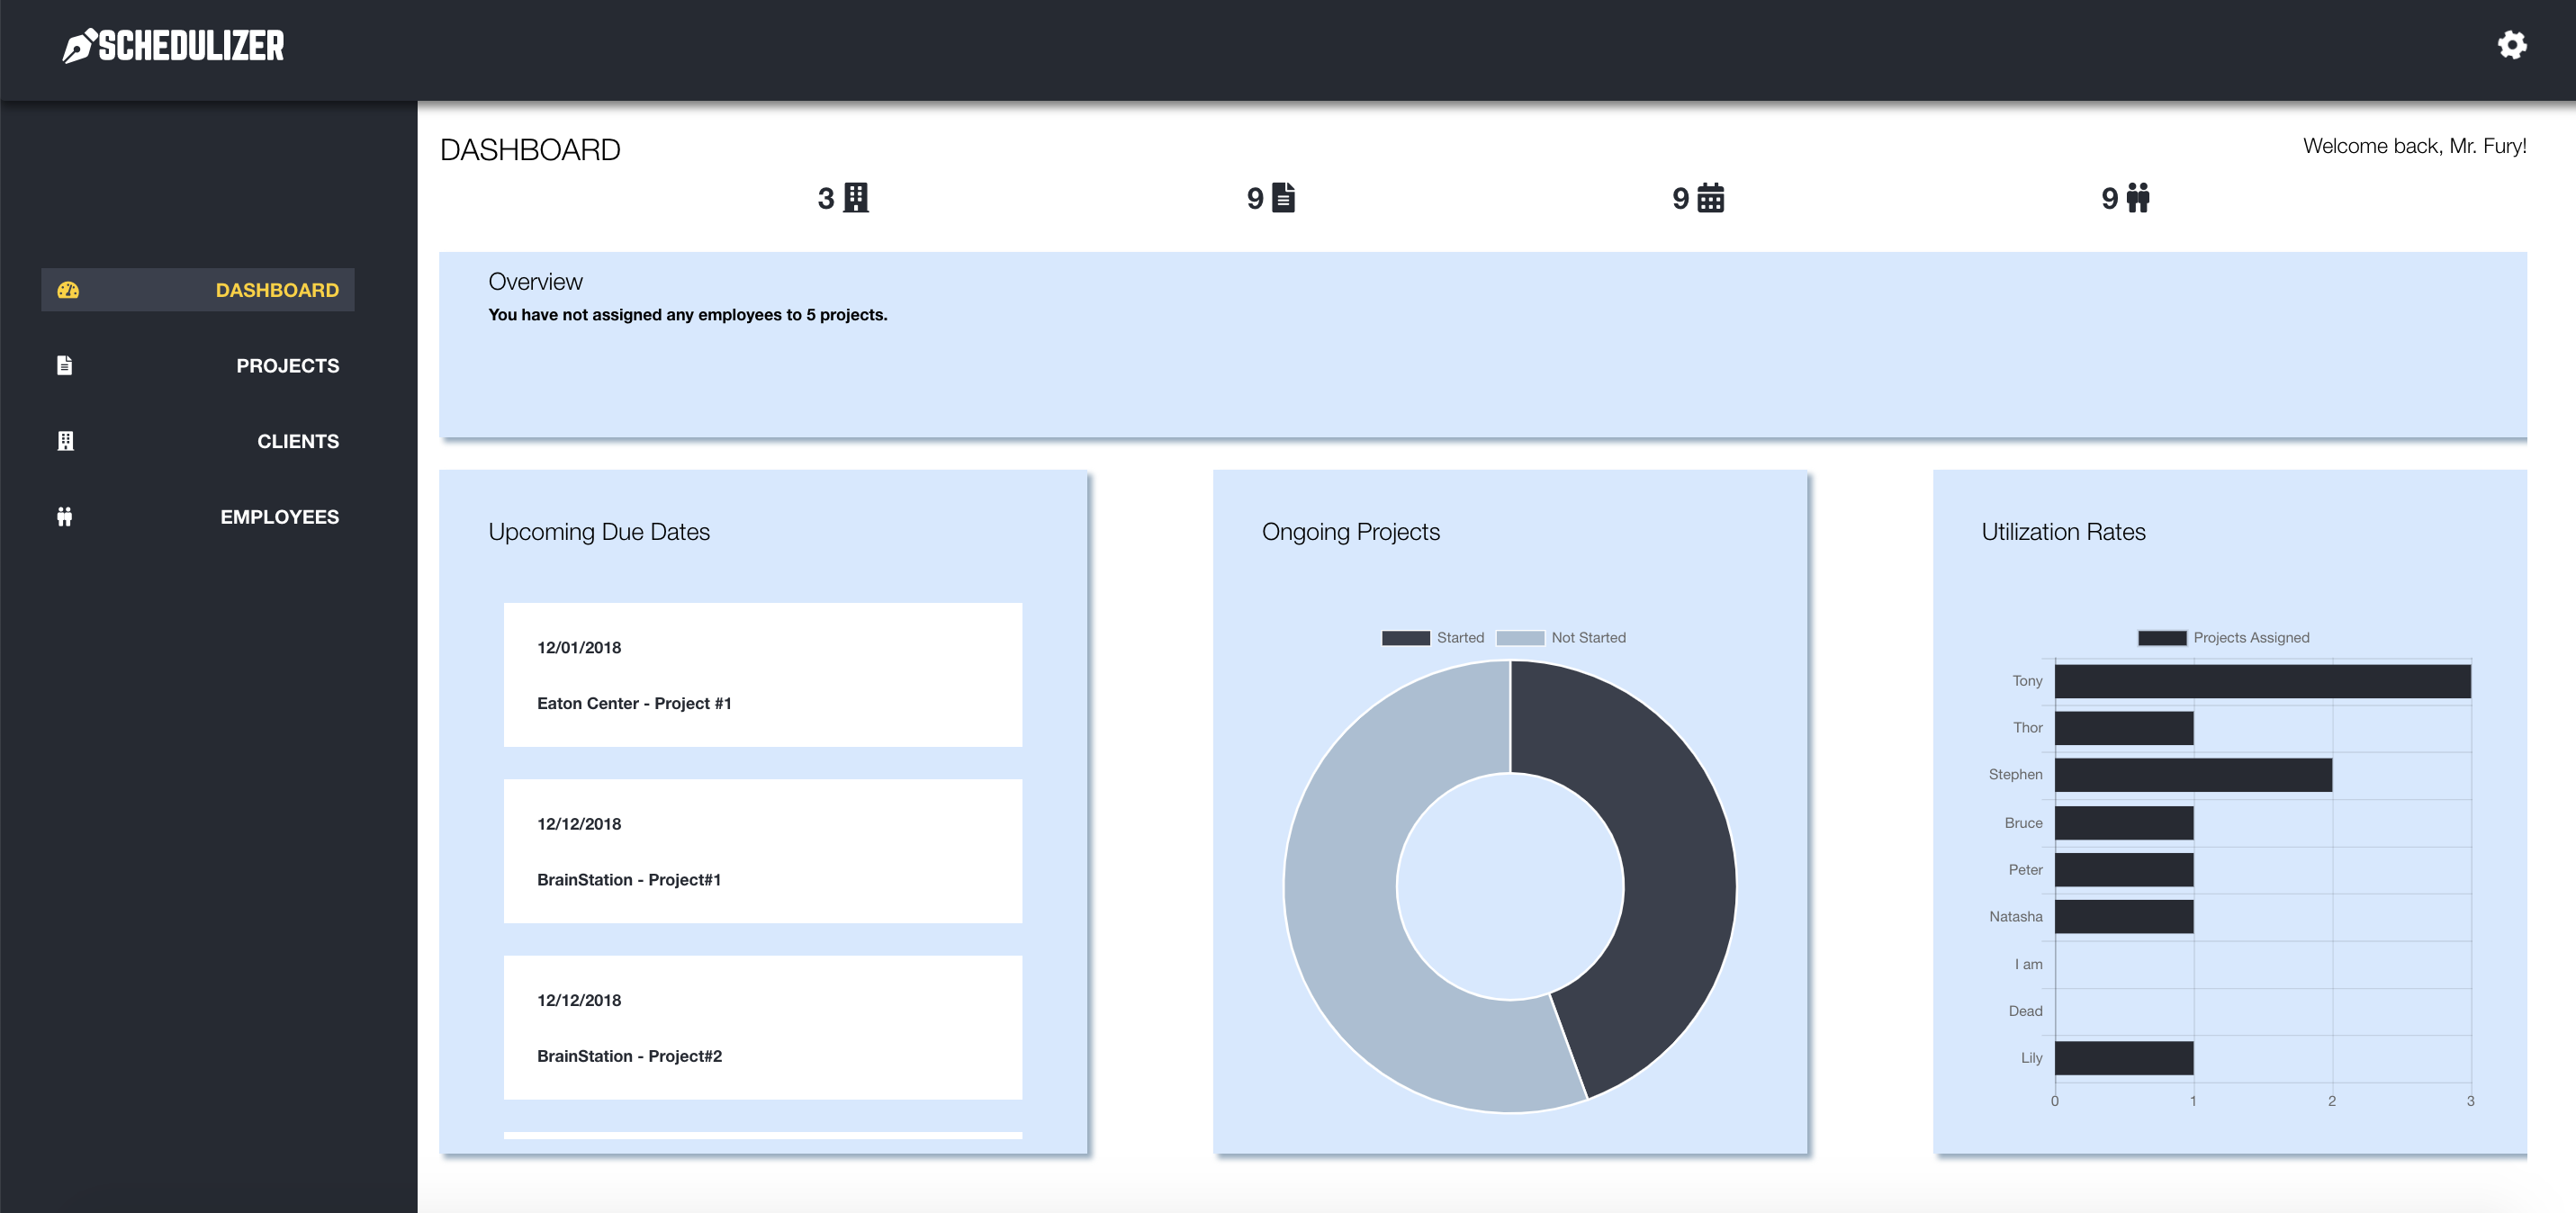 SCHEDULIZER
DASHBOARD
Welcome back, Mr. Fury!
3
9
9
9
DASHBOARD
PROJECTS
CLIENTS
EMPLOYEES
Overview
You have not assigned any employees to 5 projects.
Upcoming Due Dates
12/01/2018
Eaton Center - Project #1
12/12/2018
BrainStation - Project#1
12/12/2018
BrainStation - Project#2
Ongoing Projects
Started
Not Started
Utilization Rates
Projects Assigned
Tony
Thor
Stephen
Bruce
Peter
Natasha
I am
Dead
Lily
0 1 2 3